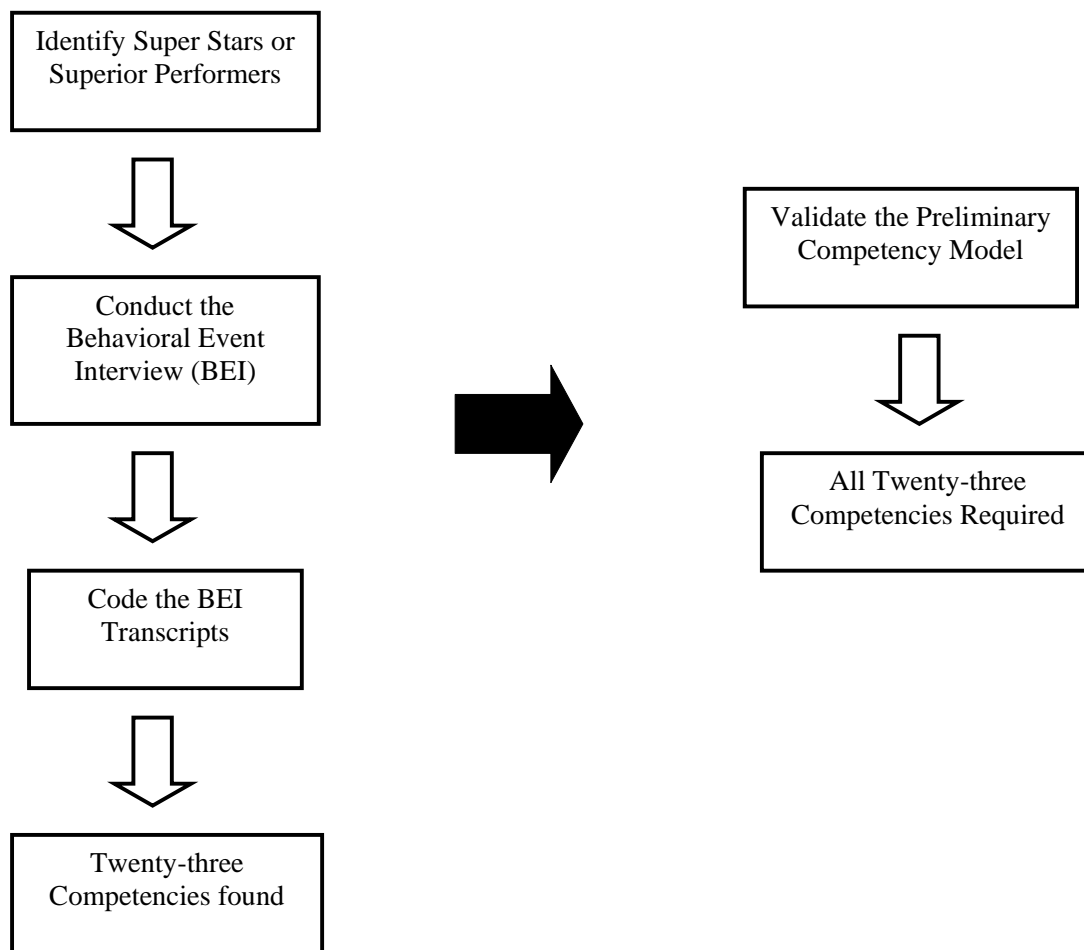 Identify Super Stars or
Superior Performers
Conduct the
Behavioral Event
Interview (BEI)
Code the BEI
Transcripts
Twenty-three
Competencies found
Validate the Preliminary
Competency Model
All Twenty-three
Competencies Required